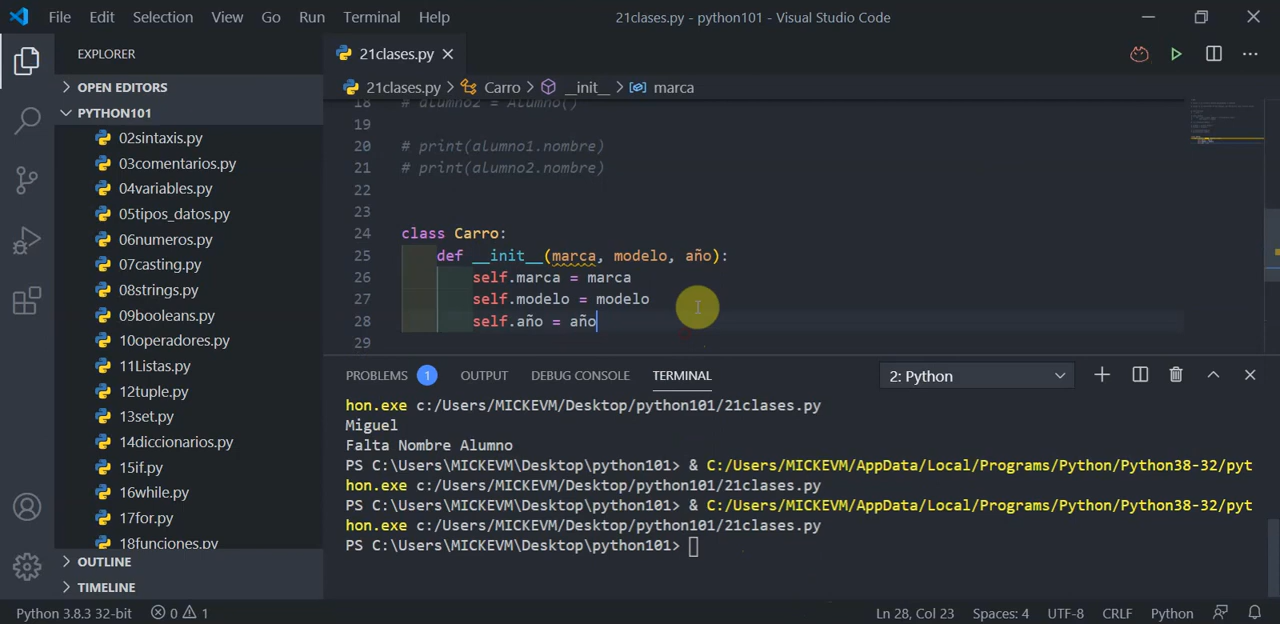 File Edit Selection View Go Run Terminal Help 21clases.py - python101 - Visual Studio Code
EXPLORER
21clases.py
OPEN EDITORS
21clases.py > Carro > __init__ > marca
PYTHON101
02sintaxis.py
03comentarios.py
04variables.py
05tipos_datos.py
06numeros.py
07casting.py
08strings.py
09booleans.py
10operadores.py
11Listas.py
12tuple.py
13set.py
14diccionarios.py
15if.py
16while.py
17for.py
18funciones.py
OUTLINE
TIMELINE
18 # alumno2 = Alumno()
19
20 # print(alumno1.nombre)
21 # print(alumno2.nombre)
22
23
24 class Carro:
25 def __init__(marca, modelo, año):
26 self.marca = marca
27 self.modelo = modelo
28 self.año = año
29
PROBLEMS 1 OUTPUT DEBUG CONSOLE TERMINAL 2: Python
hon.exe c:/Users/MICKEVM/Desktop/python101/21clases.py
Miguel
Falta Nombre Alumno
PS C:\Users\MICKEVM\Desktop\python101> & C:/Users/MICKEVM/AppData/Local/Programs/Python/Python38-32/pyt
hon.exe c:/Users/MICKEVM/Desktop/python101/21clases.py
PS C:\Users\MICKEVM\Desktop\python101> & C:/Users/MICKEVM/AppData/Local/Programs/Python/Python38-32/pyt
hon.exe c:/Users/MICKEVM/Desktop/python101/21clases.py
PS C:\Users\MICKEVM\Desktop\python101>
Python 3.8.3 32-bit 0 1 Ln 28, Col 23 Spaces: 4 UTF-8 CRLF Python